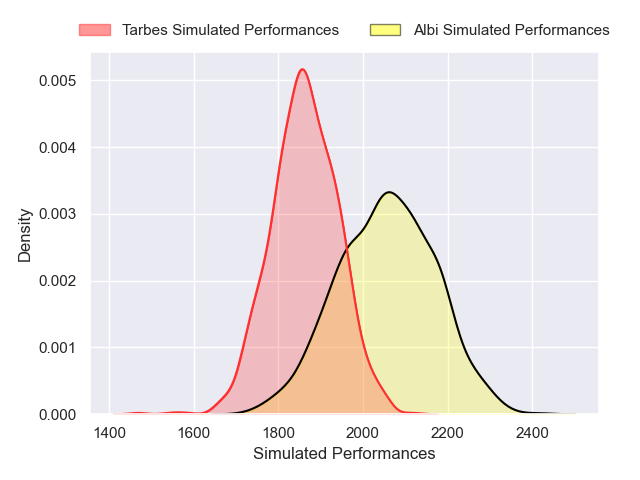 Tarbes Simulated Performances Albi Simulated Performances
0.005
0.004
0.003
0.002
0.001
0.000
Density
1400 1600 1800 2000 2200 2400
Simulated Performances